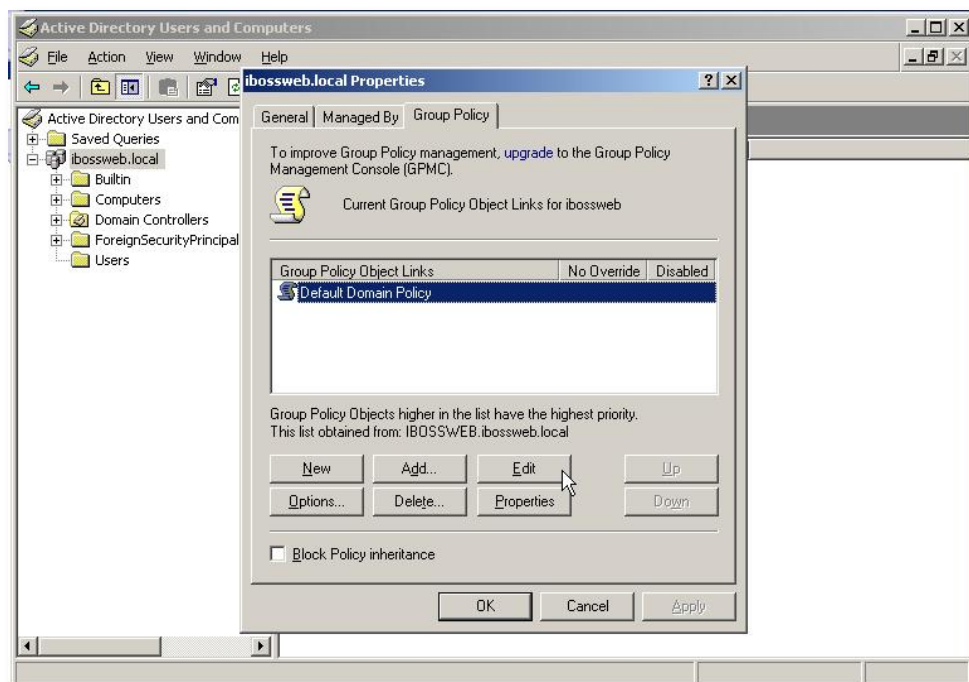 Active Directory Users and Computers
File Action View Window Help
Active Directory Users and Com
Saved Queries
ibossweb.local
Builtin
Computers
Domain Controllers
ForeignSecurityPrincipal
Users
ibossweb.local Properties
General Managed By Group Policy
To improve Group Policy management, upgrade to the Group Policy
Management Console (GPMC).
Current Group Policy Object Links for ibossweb
Group Policy Object Links No Override Disabled
Default Domain Policy
Group Policy Objects higher in the list have the highest priority.
This list obtained from: IBOSSWEB.ibossweb.local
New Add... Edit Up
Options... Delete... Properties Down
Block Policy inheritance
OK Cancel Apply